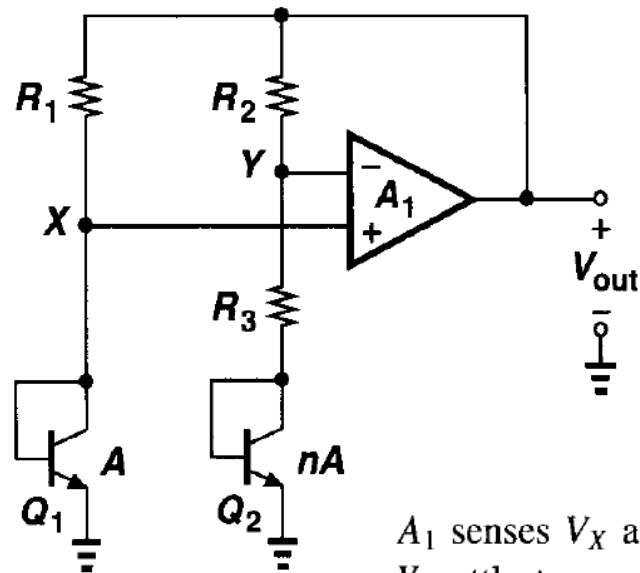 R1 R2
Y
− A1
X
+
+
Vout
−
R3
A nA
Q1 Q2
A1 senses VX a